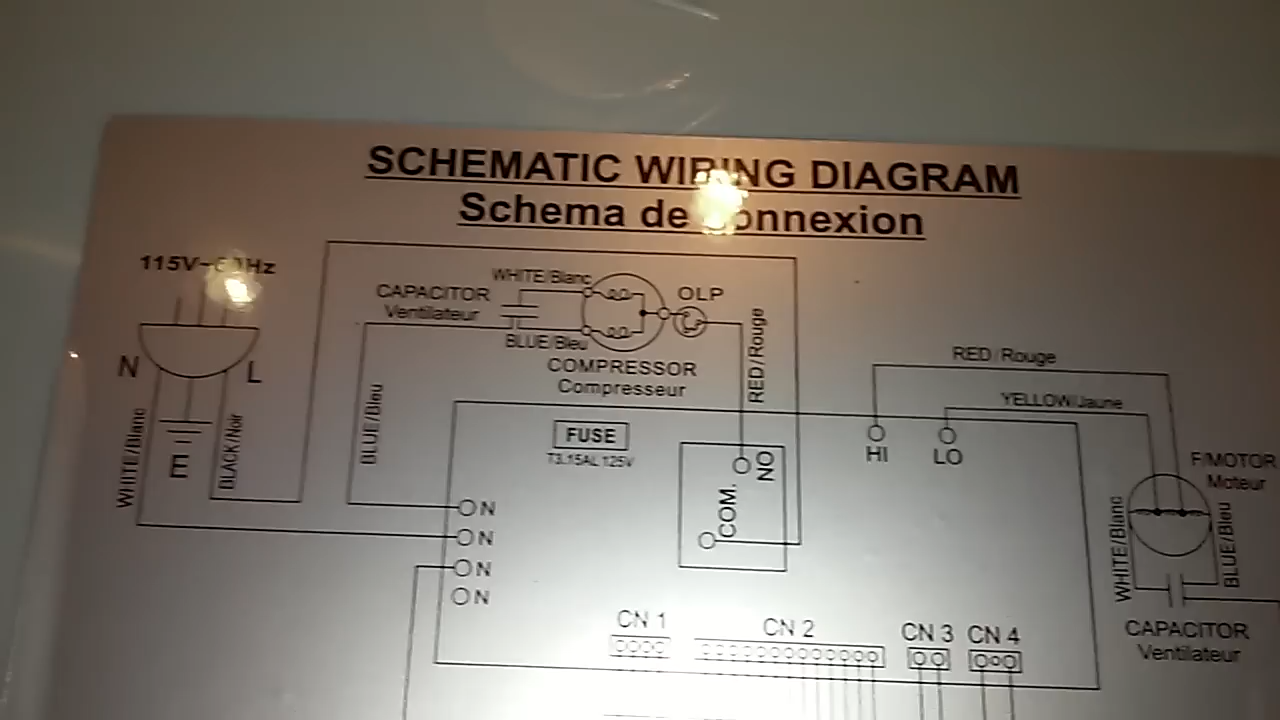 SCHEMATIC WIRING DIAGRAM
Schema de connexion
115V~ Hz
N
L
E
WHITE/Blanc
BLACK/Noir
BLUE/Bleu
CAPACITOR
Ventilateur
WHITE/Blanc
BLUE/Bleu
OLP
COMPRESSOR
Compresseur
RED/Rouge
FUSE
T3.15AL 125V
COM.
NO
RED/Rouge
YELLOW/Jaune
HI
LO
F/MOTOR
Moteur
WHITE/Blanc
BLUE/Bleu
CAPACITOR
Ventilateur
N
N
N
N
CN 1
CN 2
CN 3
CN 4